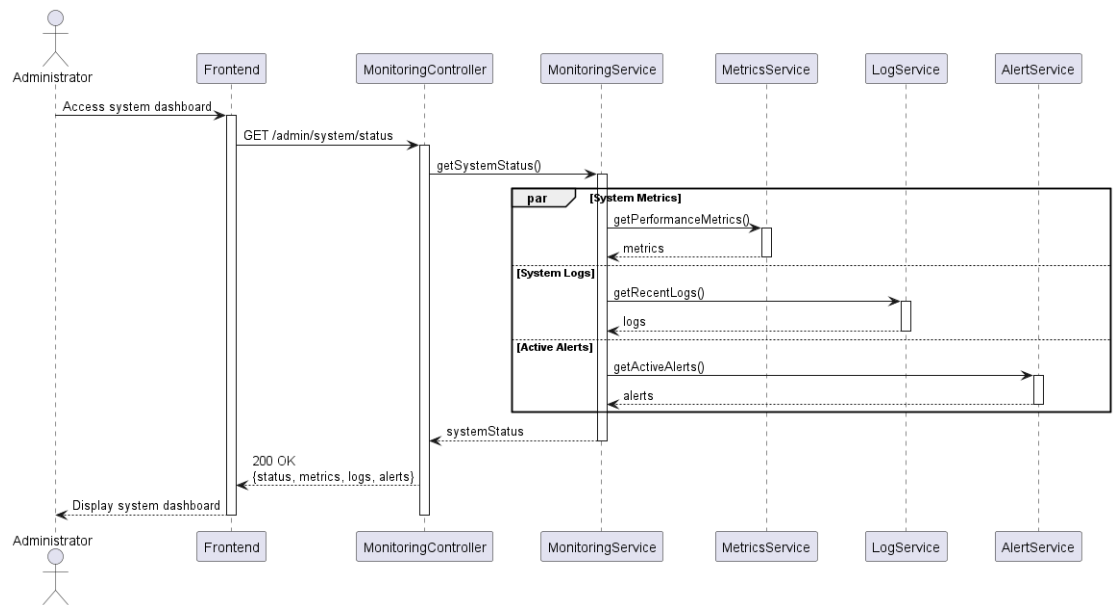 Administrator
Frontend
MonitoringController
MonitoringService
MetricsService
LogService
AlertService
Access system dashboard
GET /admin/system/status
getSystemStatus()
par
[System Metrics]
getPerformanceMetrics()
metrics
[System Logs]
getRecentLogs()
logs
[Active Alerts]
getActiveAlerts()
alerts
systemStatus
200 OK
{status, metrics, logs, alerts}
Display system dashboard
Administrator
Frontend
MonitoringController
MonitoringService
MetricsService
LogService
AlertService